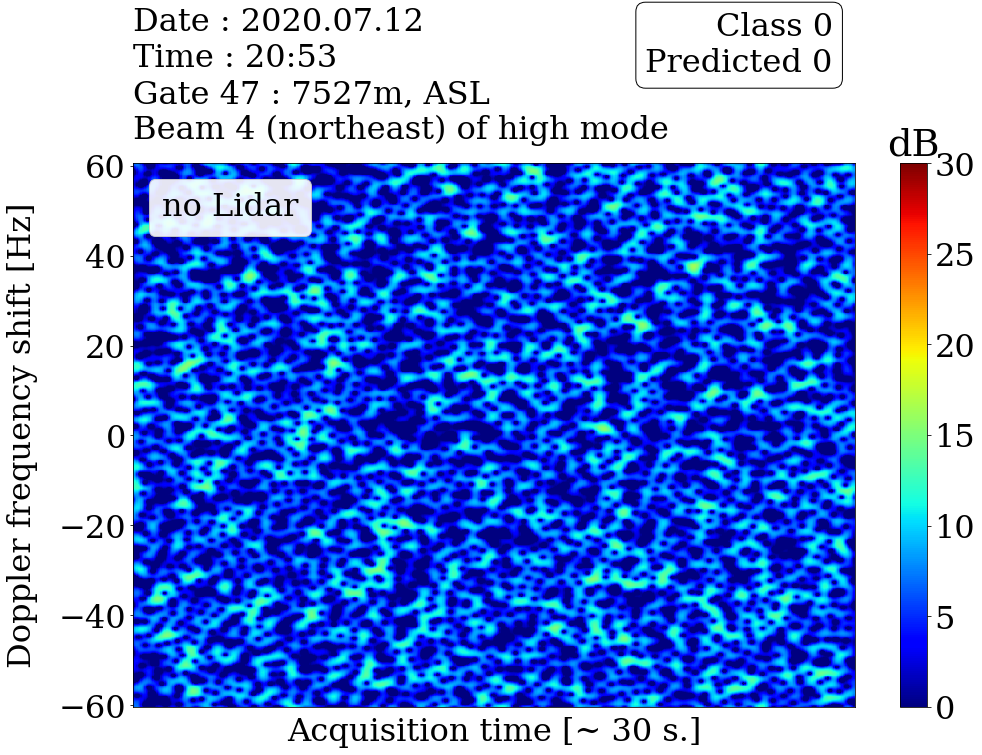 Date : 2020.07.12
Time : 20:53
Gate 47 : 7527m, ASL
Beam 4 (northeast) of high mode
Class 0
Predicted 0
dB
no Lidar
Doppler frequency shift [Hz]
60
40
20
0
−20
−40
−60
Acquisition time [~ 30 s.]
30
25
20
15
10
5
0